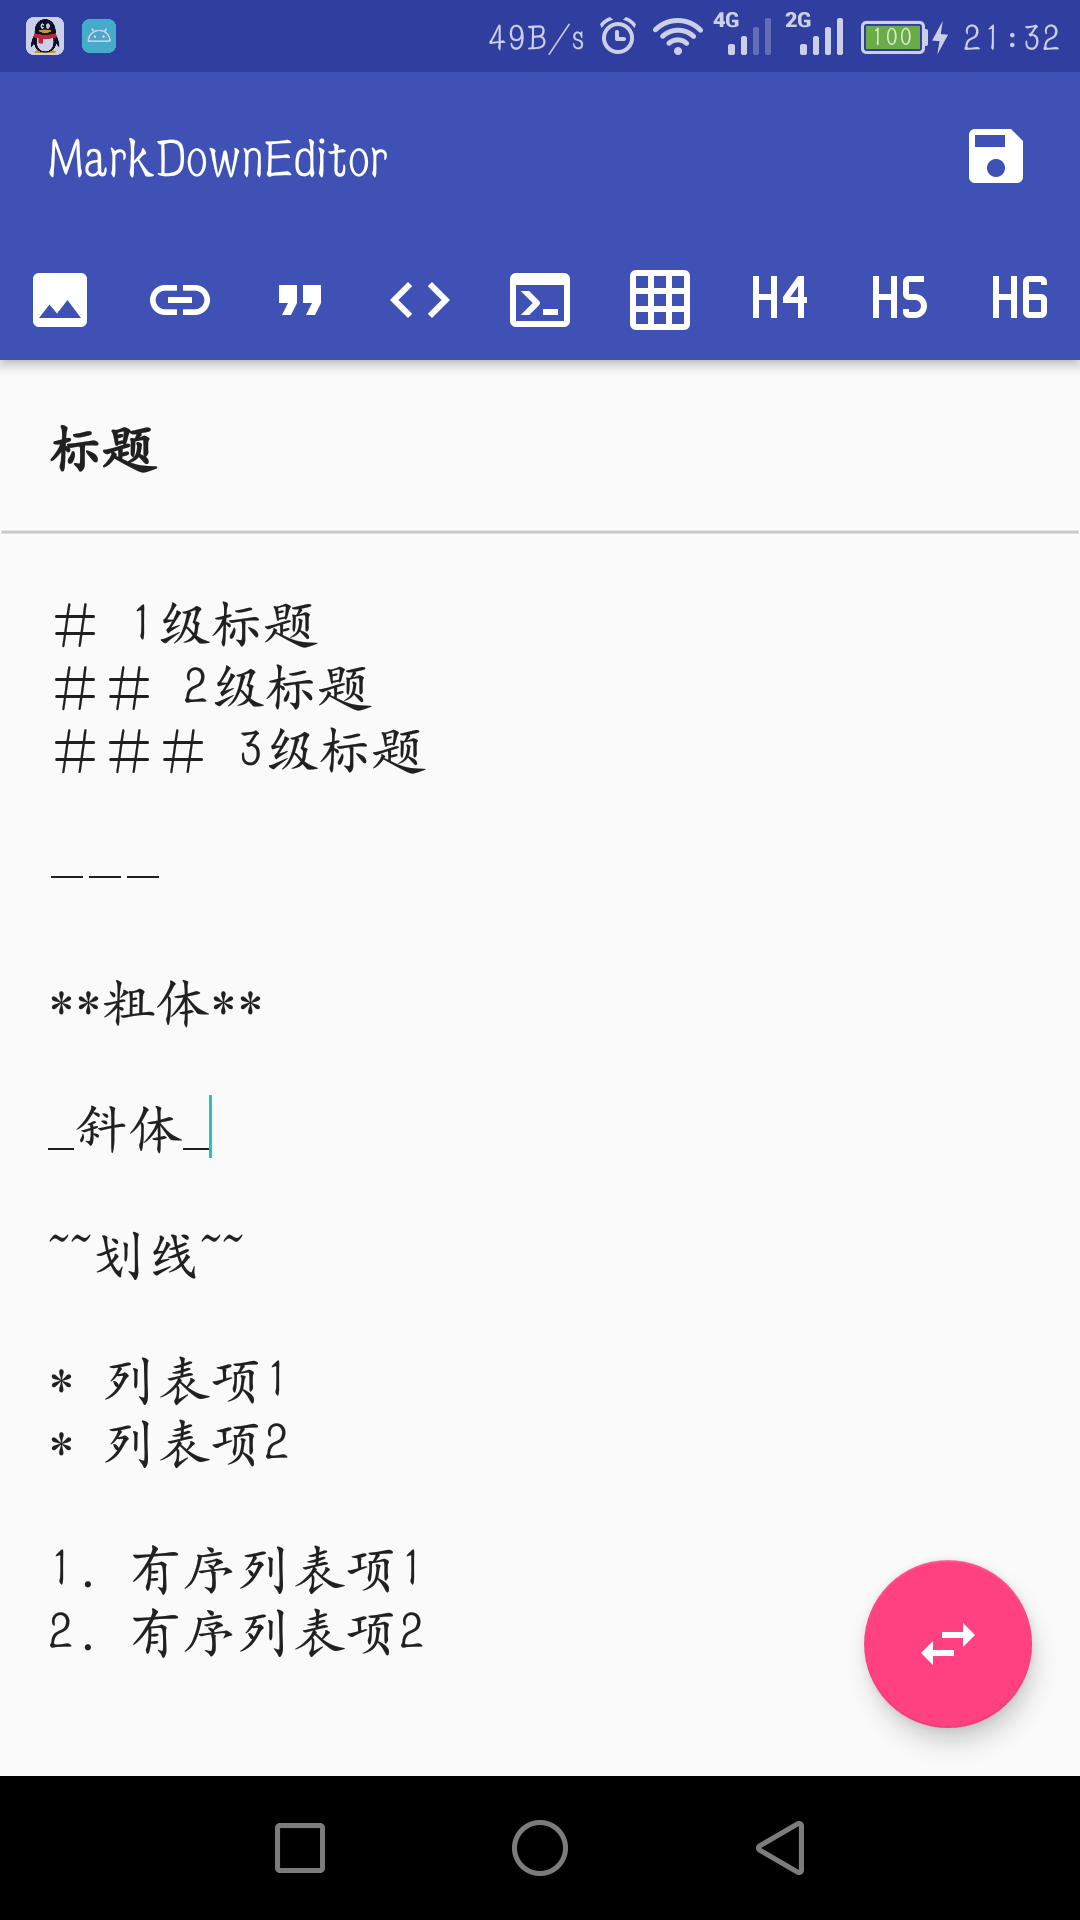 49B/s 4G 2G 100 21:32
MarkDownEditor
H4 H5 H6
标题
# 1级标题
## 2级标题
### 3级标题
---
**粗体**
_斜体_
~~划线~~
* 列表项1
* 列表项2
1. 有序列表项1
2. 有序列表项2